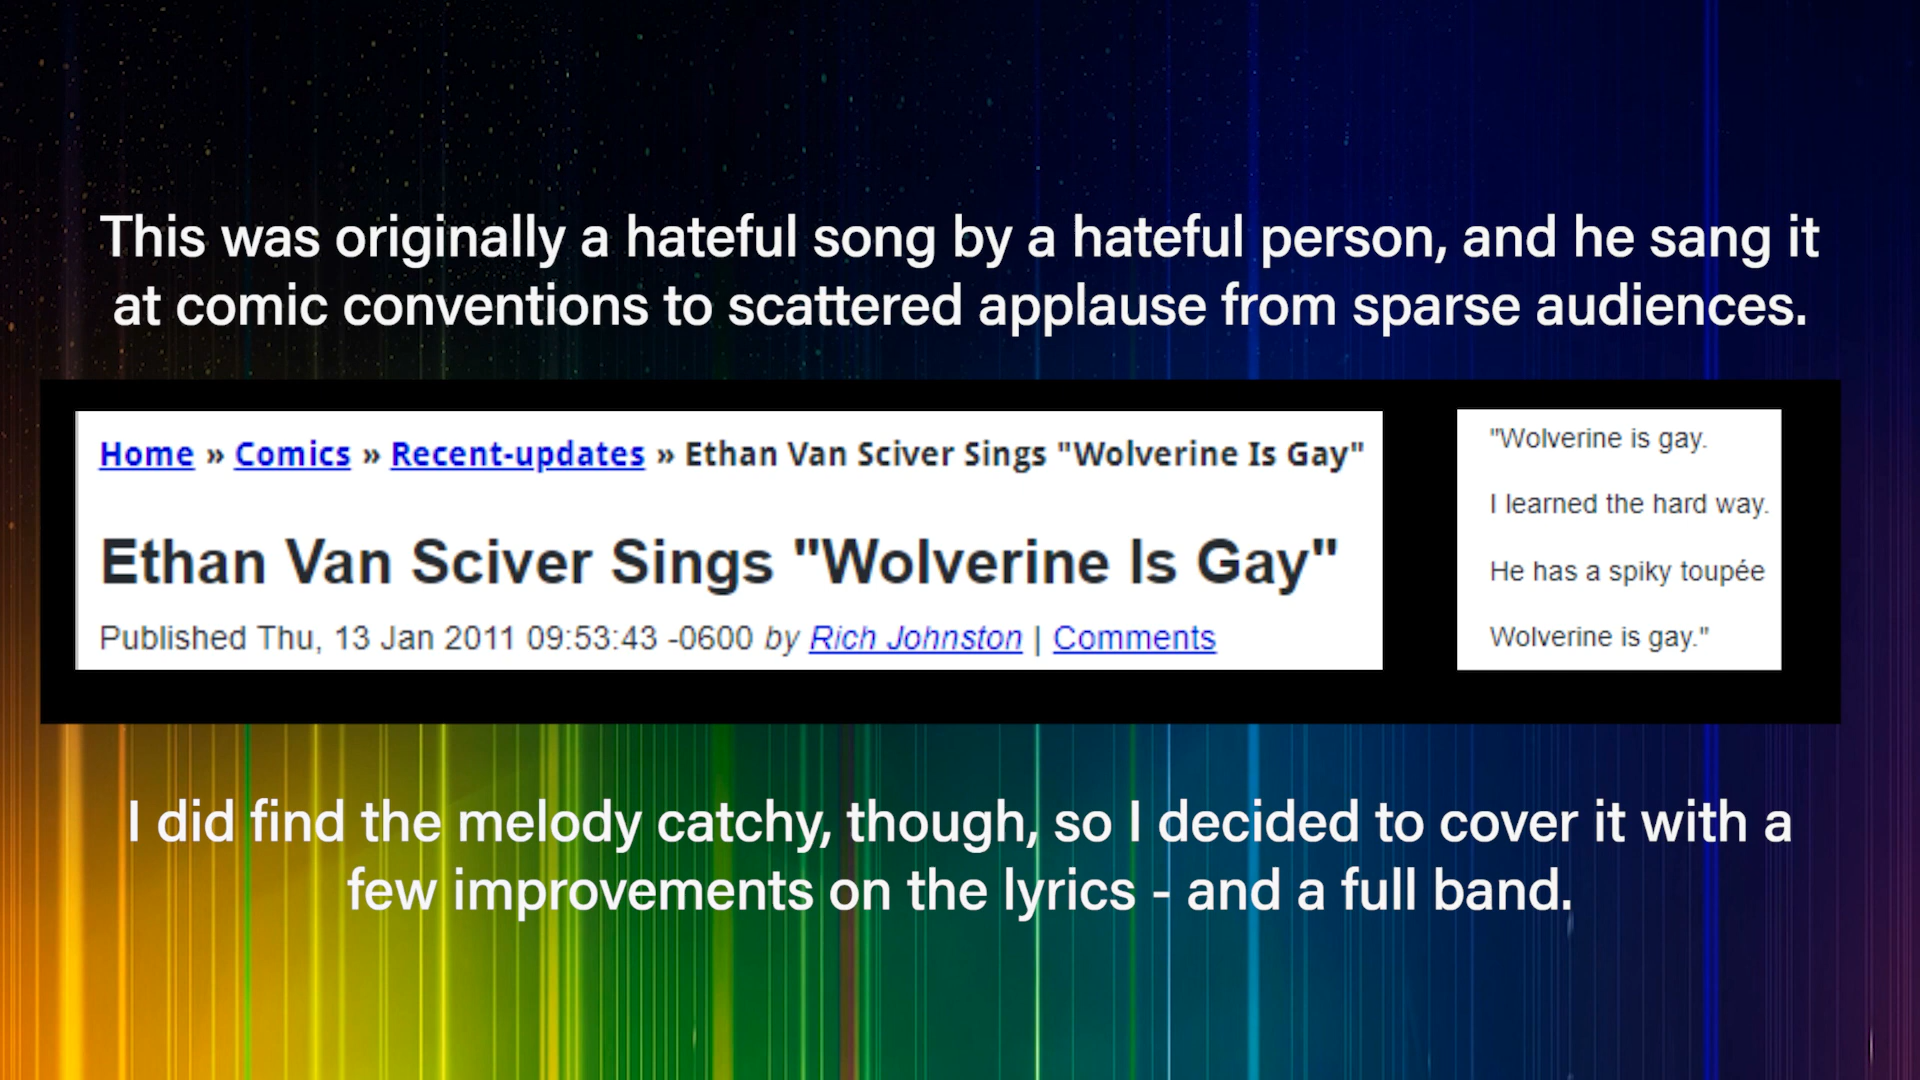 This was originally a hateful song by a hateful person, and he sang it
at comic conventions to scattered applause from sparse audiences.
Home » Comics » Recent-updates » Ethan Van Sciver Sings "Wolverine Is Gay"
Ethan Van Sciver Sings "Wolverine Is Gay"
Published Thu, 13 Jan 2011 09:53:43 -0600 by Rich Johnston | Comments
"Wolverine is gay.
I learned the hard way.
He has a spiky toupée
Wolverine is gay."
I did find the melody catchy, though, so I decided to cover it with a
few improvements on the lyrics - and a full band.